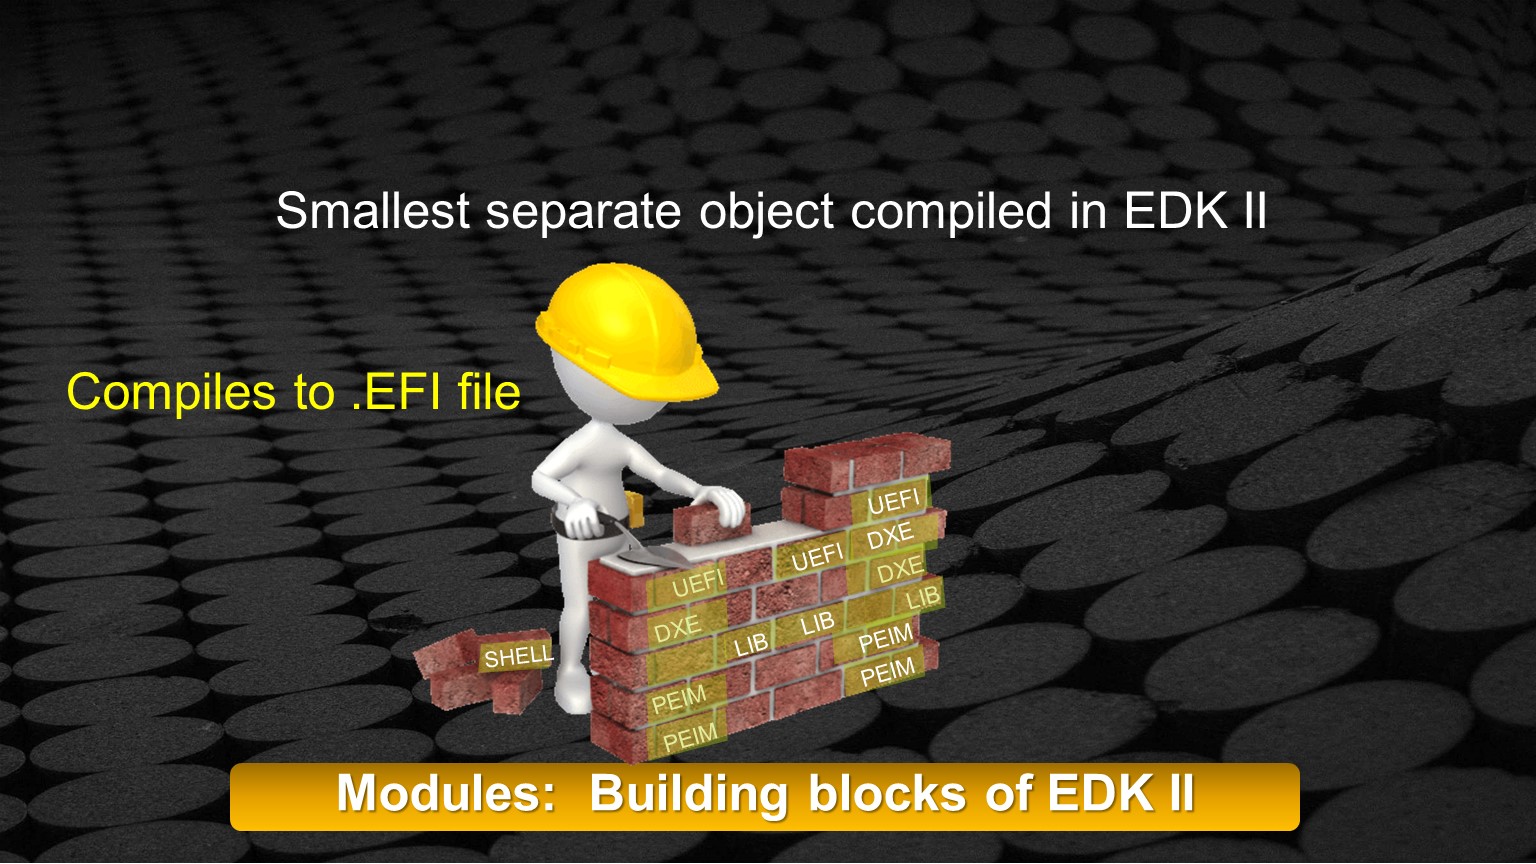 Smallest separate object compiled in EDK II
Compiles to .EFI file
UEFI
DXE
UEFI
DXE
UEFI
LIB
DXE
LIB
LIB
PEIM
SHELL
PEIM
PEIM
PEIM
Modules: Building blocks of EDK II